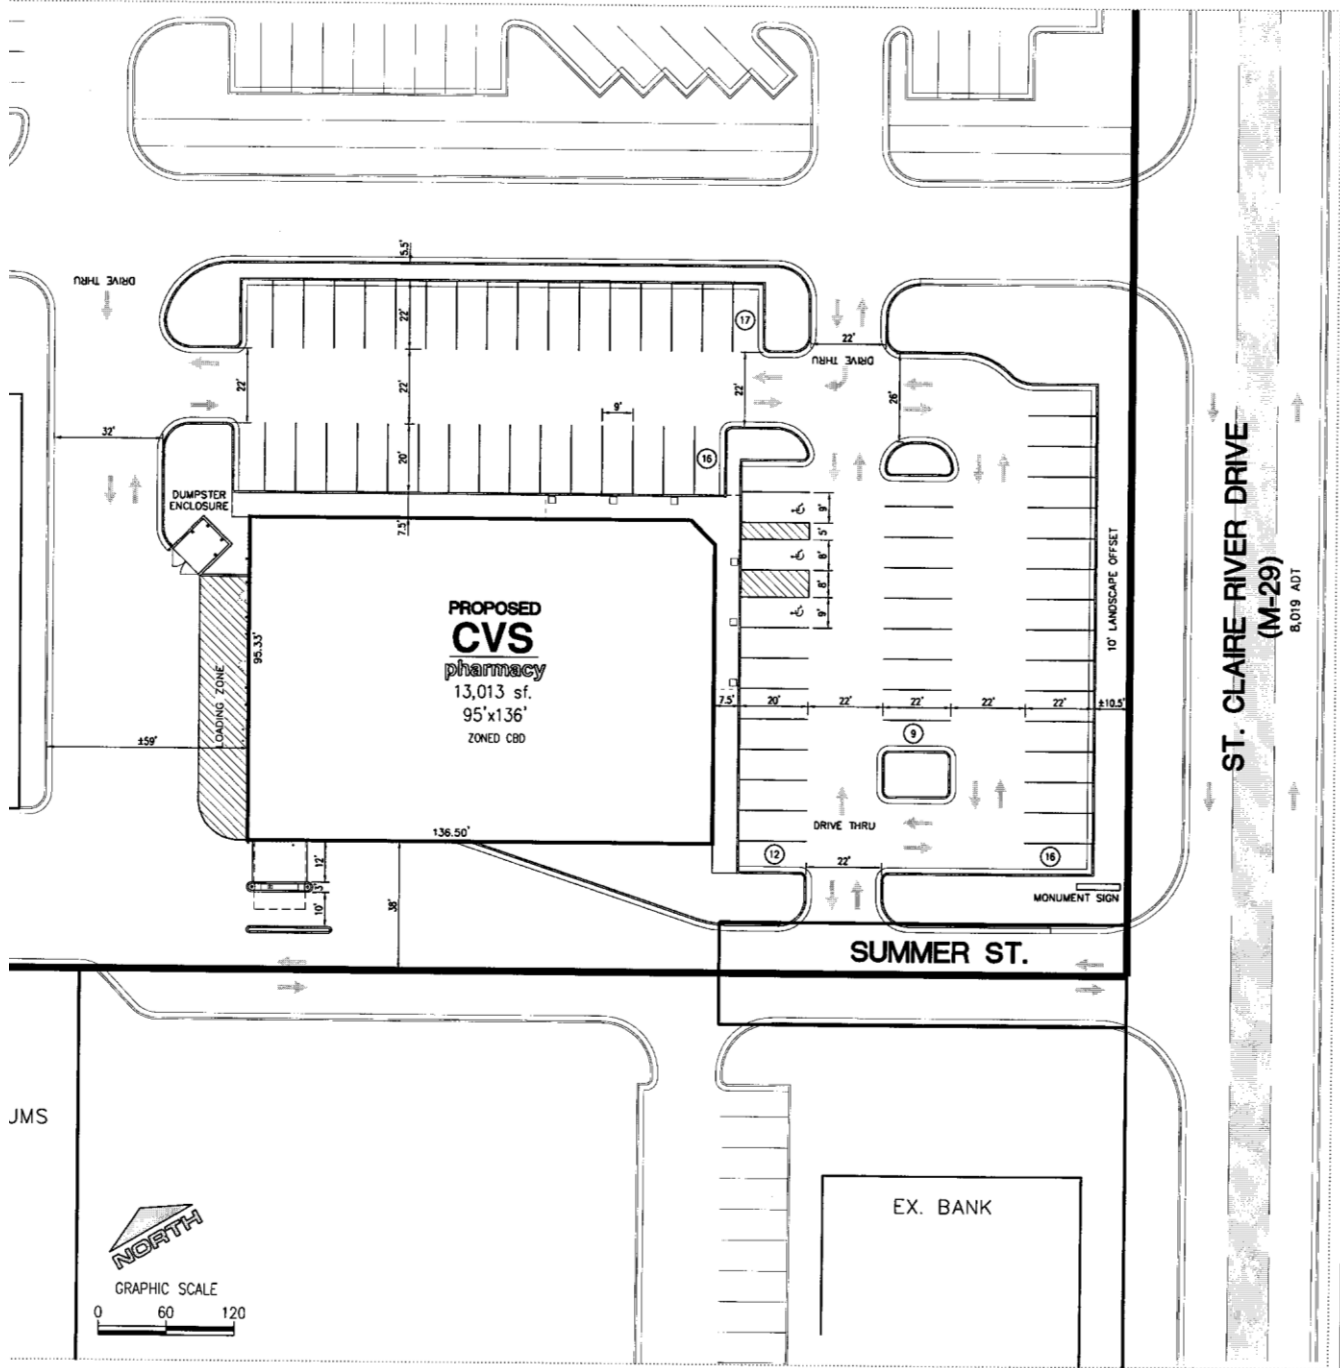 5.5'
DRIVE THRU
22'
17
22'
DRIVE THRU
22'
22'
22'
26'
9'
32'
20'
16
DUMPSTER
ENCLOSURE
7.5'
9'
5'
8'
8'
9'
10' LANDSCAPE OFFSET
ST. CLAIRE RIVER DRIVE
(M-29)
8,019 ADT
PROPOSED
CVS
pharmacy
13,013 sf.
95'x136'
ZONED CBD
95.33'
LOADING ZONE
±59'
7.5'
20'
22'
22'
22'
22'
±10.5'
9
136.50'
DRIVE THRU
12
22'
16
12'
3'
10'
38'
MONUMENT SIGN
SUMMER ST.
UMS
EX. BANK
NORTH
GRAPHIC SCALE
0 60 120